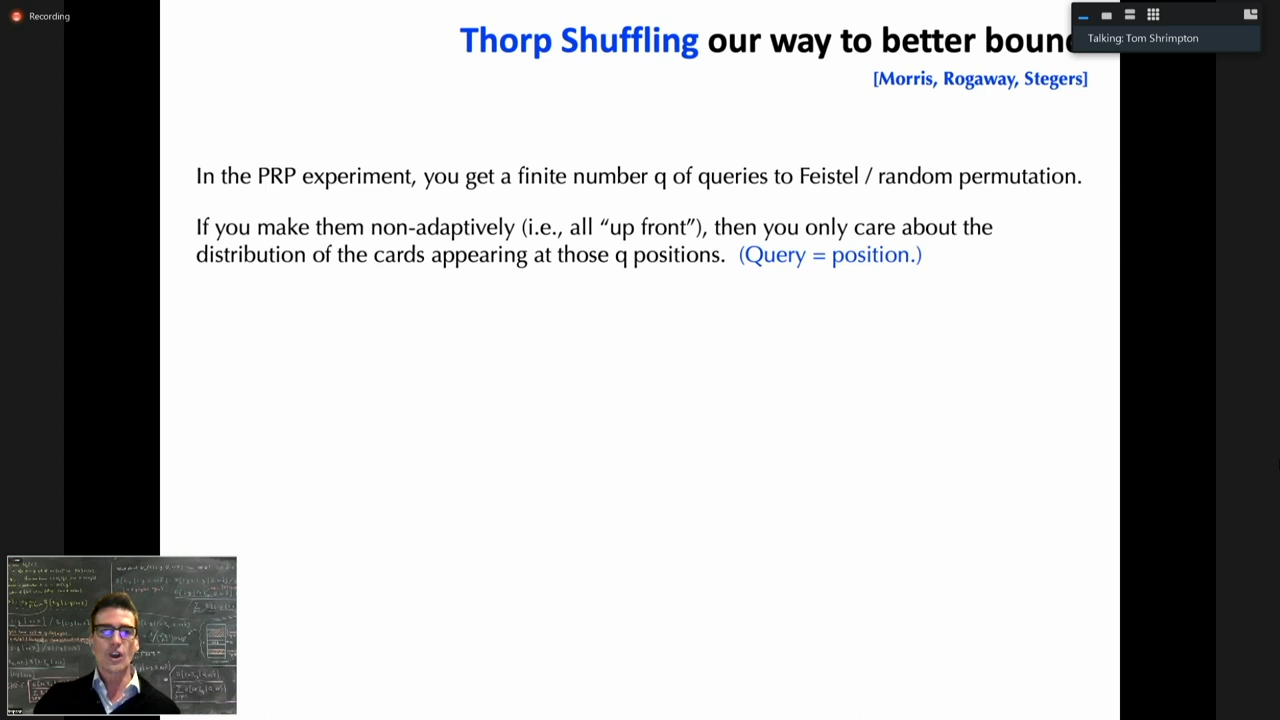 Recording
Talking: Tom Shrimpton
Thorp Shuffling our way to better boun
[Morris, Rogaway, Stegers]
In the PRP experiment, you get a finite number q of queries to Feistel / random permutation.
If you make them non-adaptively (i.e., all “up front”), then you only care about the
distribution of the cards appearing at those q positions. (Query = position.)